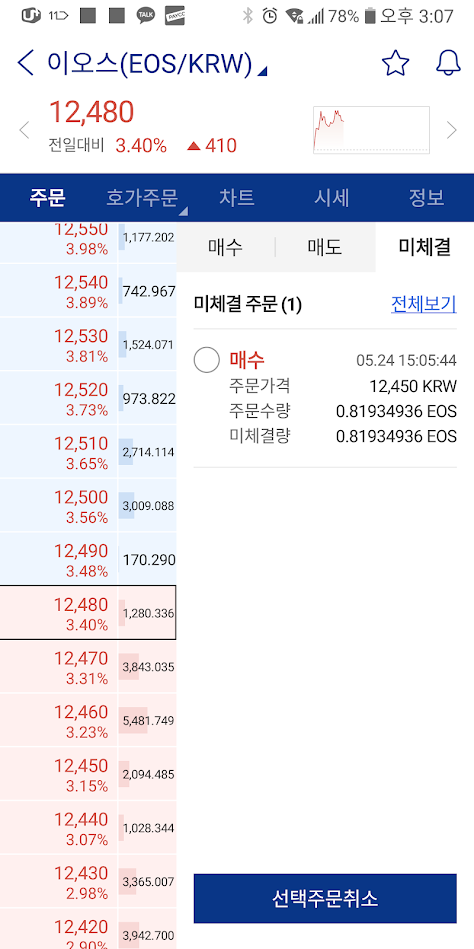 11 TALK PAYCO 78% 오후 3:07
이오스(EOS/KRW)
12,480
전일대비 3.40% ▲ 410
주문 호가주문 차트 시세 정보
매수 매도 미체결
미체결 주문 (1) 전체보기
매수 05.24 15:05:44
주문가격 12,450 KRW
주문수량 0.81934936 EOS
미체결량 0.81934936 EOS
12,550 1,177.202
3.98%
12,540 742.967
3.89%
12,530 1,524.071
3.81%
12,520 973.822
3.73%
12,510 2,714.114
3.65%
12,500 3,009.088
3.56%
12,490 170.290
3.48%
12,480 1,280.336
3.40%
12,470 3,843.035
3.31%
12,460 5,481.749
3.23%
12,450 2,094.485
3.15%
12,440 1,028.344
3.07%
12,430 3,365.007
2.98%
12,420 3,942.700
2.90%
선택주문취소